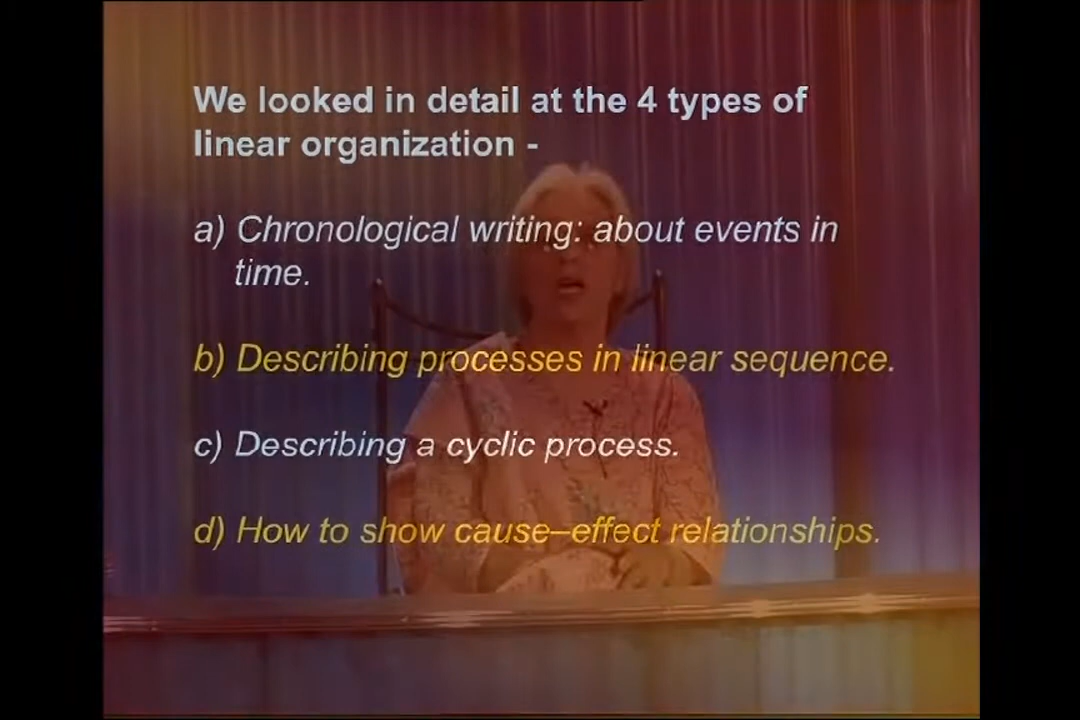 We looked in detail at the 4 types of
linear organization -
a) Chronological writing: about events in
time.
b) Describing processes in linear sequence.
c) Describing a cyclic process.
d) How to show cause–effect relationships.